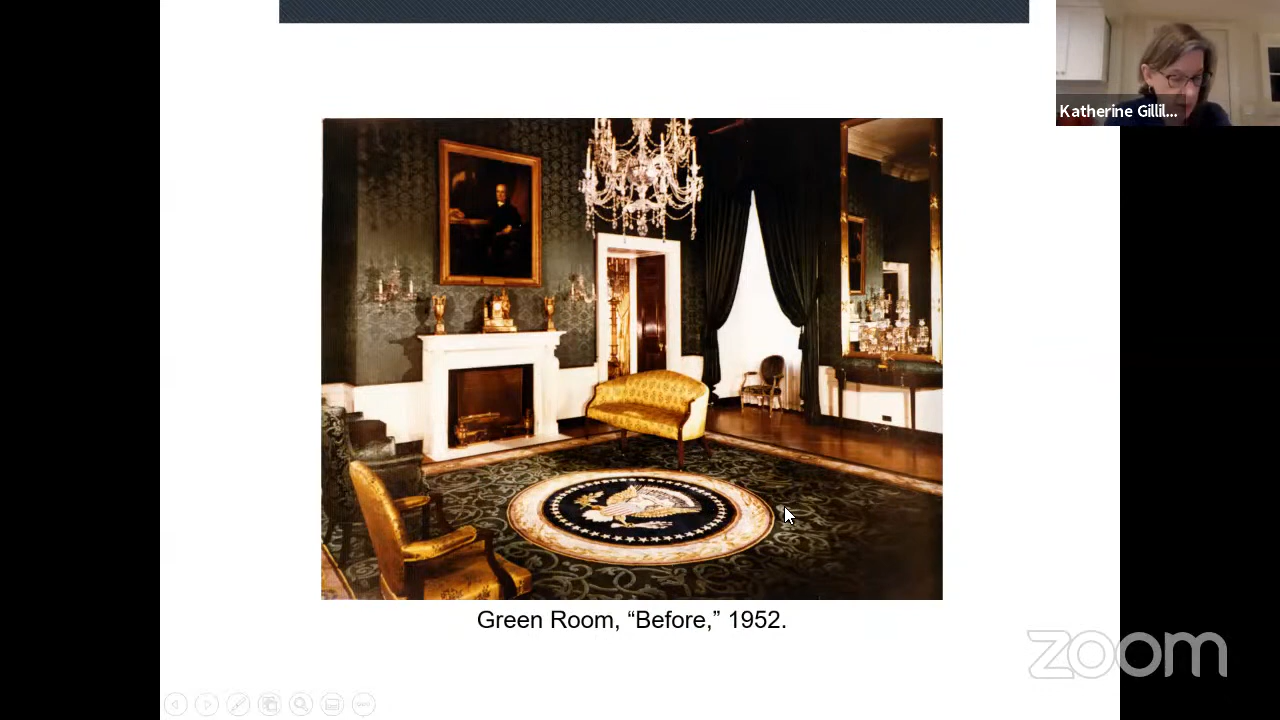 Katherine Gillil...
Green Room, “Before,” 1952.
zoom